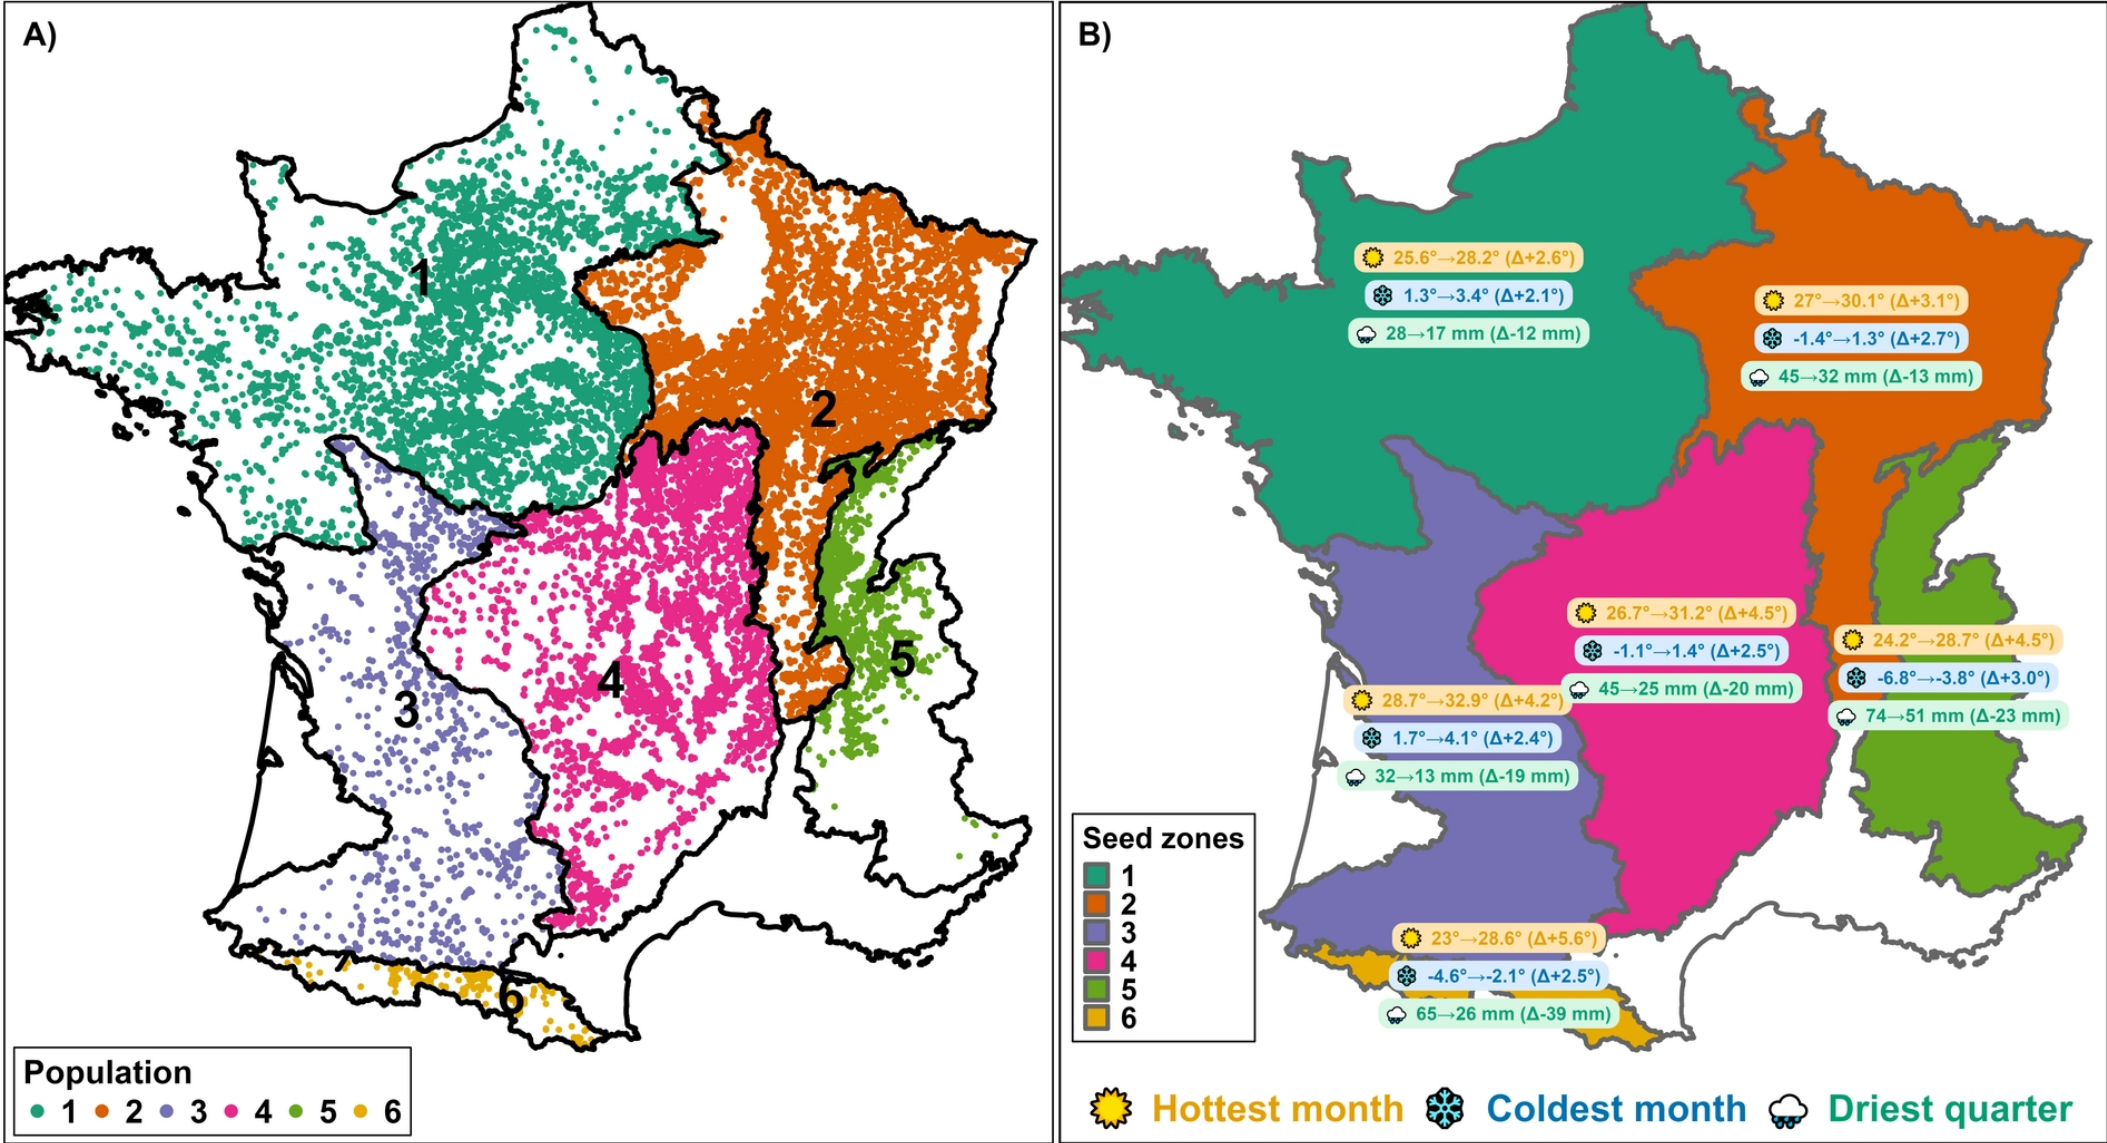 A)
1
2
3
4
5
6
Population
1 2 3 4 5 6
B)
25.6°→28.2° (Δ+2.6°)
1.3°→3.4° (Δ+2.1°)
28→17 mm (Δ-12 mm)
27°→30.1° (Δ+3.1°)
-1.4°→1.3° (Δ+2.7°)
45→32 mm (Δ-13 mm)
26.7°→31.2° (Δ+4.5°)
-1.1°→1.4° (Δ+2.5°)
45→25 mm (Δ-20 mm)
24.2°→28.7° (Δ+4.5°)
-6.8°→-3.8° (Δ+3.0°)
74→51 mm (Δ-23 mm)
28.7°→32.9° (Δ+4.2°)
1.7°→4.1° (Δ+2.4°)
32→13 mm (Δ-19 mm)
23°→28.6° (Δ+5.6°)
-4.6°→-2.1° (Δ+2.5°)
65→26 mm (Δ-39 mm)
Seed zones
1
2
3
4
5
6
Hottest month Coldest month Driest quarter